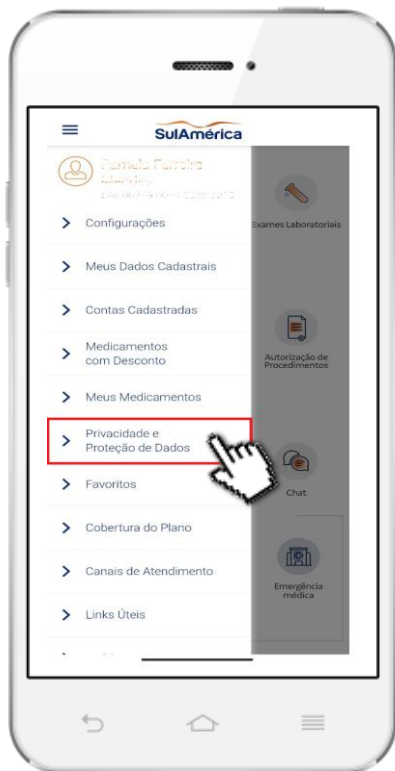 SulAmérica
Configurações
Meus Dados Cadastrais
Contas Cadastradas
Medicamentos
com Desconto
Meus Medicamentos
Privacidade e
Proteção de Dados
Favoritos
Cobertura do Plano
Canais de Atendimento
Links Úteis
Exames Laboratoriais
Autorização de
Procedimentos
Chat
Emergência
médica